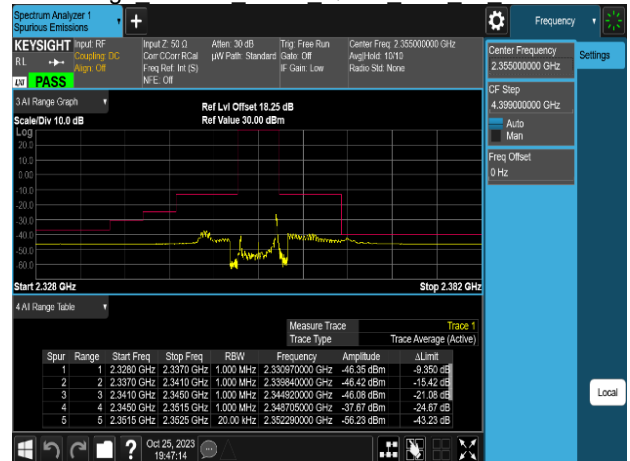 Spectrum Analyzer 1
Spurious Emissions
Frequency
KEYSIGHT Input: RF
Coupling: DC
Align: Off
RL
LXI PASS
Input Z: 50 Ω
Corr CCorr RCal
Freq Ref: Int (S)
NFE: Off
Atten: 30 dB
µW Path: Standard
Trig: Free Run
Gate: Off
IF Gain: Low
Center Freq: 2.355000000 GHz
Avg|Hold: 10/10
Radio Std: None
Center Frequency
2.355000000 GHz
Settings
CF Step
4.399000000 GHz
Auto
Man
Freq Offset
0 Hz
3 All Range Graph
Scale/Div 10.0 dB
Ref Lvl Offset 18.25 dB
Ref Value 30.00 dBm
Log
20.0
10.0
0.00
-10.0
-20.0
-30.0
-40.0
-50.0
-60.0
Start 2.328 GHz
Stop 2.382 GHz
4 All Range Table
Measure Trace Trace 1
Trace Type Trace Average (Active)
Spur Range Start Freq Stop Freq RBW Frequency Amplitude ΔLimit
1 1 2.3280 GHz 2.3370 GHz 1.000 MHz 2.330970000 GHz -46.35 dBm -9.350 dB
2 2 2.3370 GHz 2.3410 GHz 1.000 MHz 2.339840000 GHz -46.42 dBm -15.42 dB
3 3 2.3410 GHz 2.3450 GHz 1.000 MHz 2.344920000 GHz -46.08 dBm -21.08 dB
4 4 2.3450 GHz 2.3515 GHz 1.000 MHz 2.348705000 GHz -37.67 dBm -24.67 dB
5 5 2.3515 GHz 2.3525 GHz 20.00 kHz 2.352290000 GHz -56.23 dBm -43.23 dB
Local
Oct 25, 2023
19:47:14